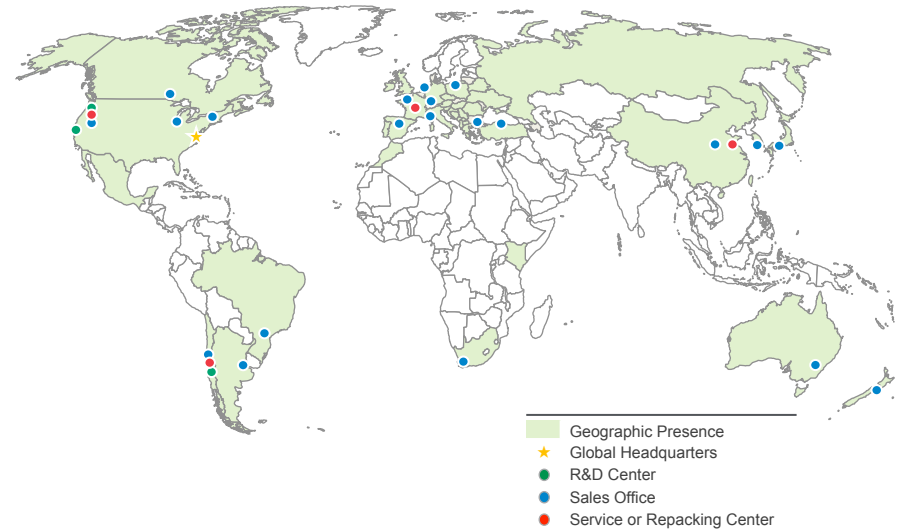 Geographic Presence
Global Headquarters
R&D Center
Sales Office
Service or Repacking Center